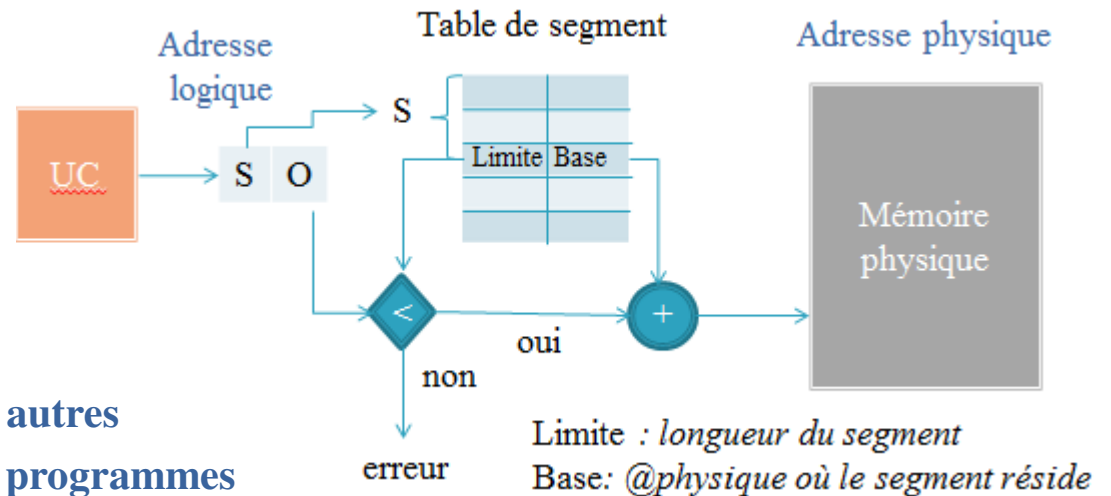 Table de segment
Adresse
logique
Adresse physique
S
UC
S O
Limite Base
Mémoire
physique
<
+
oui
non
erreur
autres
programmes
Limite : longueur du segment
Base: @physique où le segment réside